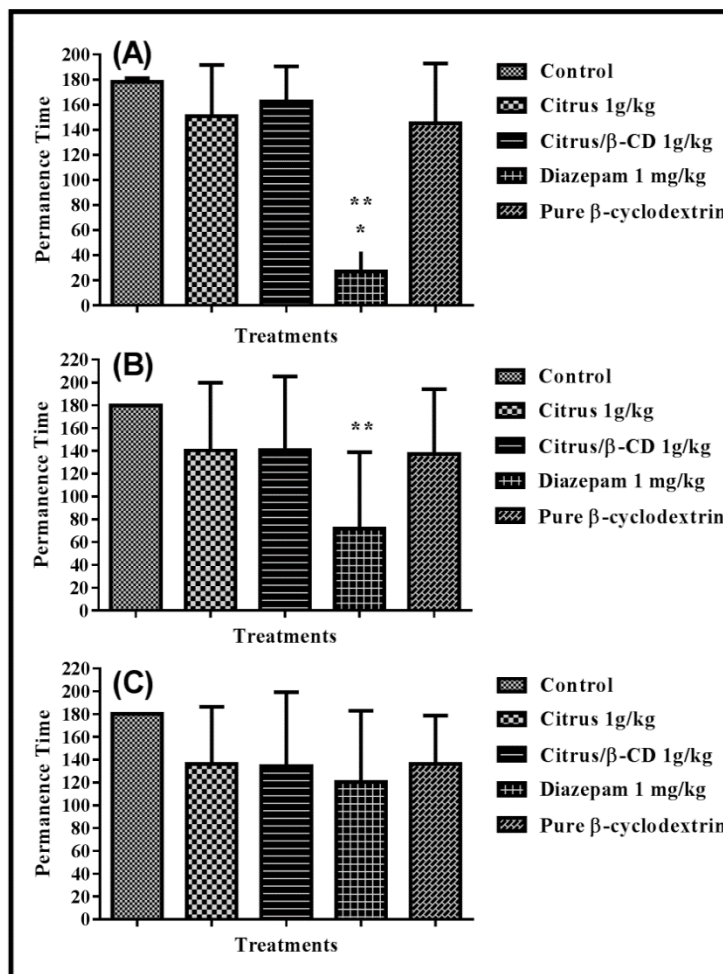 (A)
Permanence Time
200
180
160
140
120
100
80
60
40
20
0
**
*
Treatments
Control
Citrus 1g/kg
Citrus/β-CD 1g/kg
Diazepam 1 mg/kg
Pure β-cyclodextrin
(B)
Permanence Time
220
200
180
160
140
120
100
80
60
40
20
0
**
Treatments
Control
Citrus 1g/kg
Citrus/β-CD 1g/kg
Diazepam 1 mg/kg
Pure β-cyclodextrin
(C)
Permanence Time
220
200
180
160
140
120
100
80
60
40
20
0
Treatments
Control
Citrus 1g/kg
Citrus/β-CD 1g/kg
Diazepam 1 mg/kg
Pure β-cyclodextrin